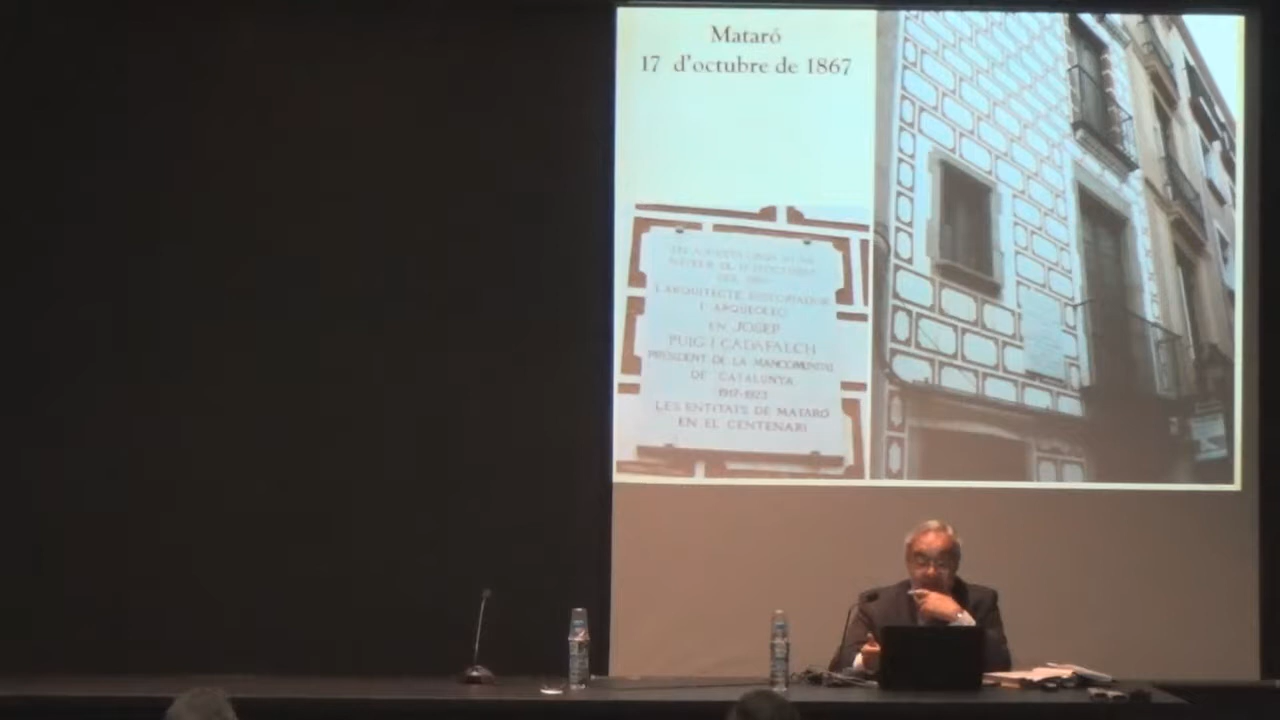 Mataró
17 d'octubre de 1867
L'ARQUITECTE HISTORIADOR
I ARQUEOLEG
EN JOSEP
PUIG I CADAFALCH
PRESIDENT DE LA MANCOMUNITAT
DE CATALUNYA
1917-1923
LES ENTITATS DE MATARÓ
EN EL CENTENARI